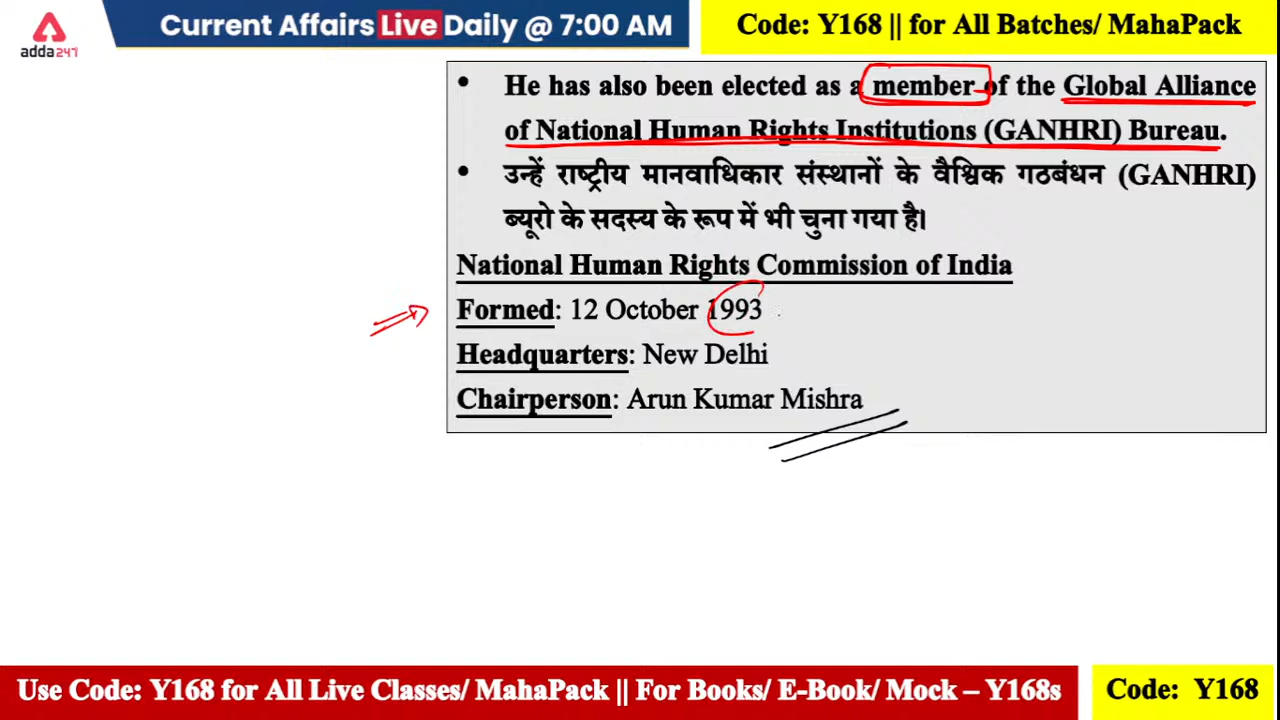 Current Affairs Live Daily @ 7:00 AM
Code: Y168 || for All Batches/ MahaPack
adda247
• He has also been elected as a member of the Global Alliance
of National Human Rights Institutions (GANHRI) Bureau.
• उन्हें राष्ट्रीय मानवाधिकार संस्थानों के वैश्विक गठबंधन (GANHRI)
ब्यूरो के सदस्य के रूप में भी चुना गया है।
National Human Rights Commission of India
Formed: 12 October 1993
Headquarters: New Delhi
Chairperson: Arun Kumar Mishra
Use Code: Y168 for All Live Classes/ MahaPack || For Books/ E-Book/ Mock – Y168s
Code: Y168